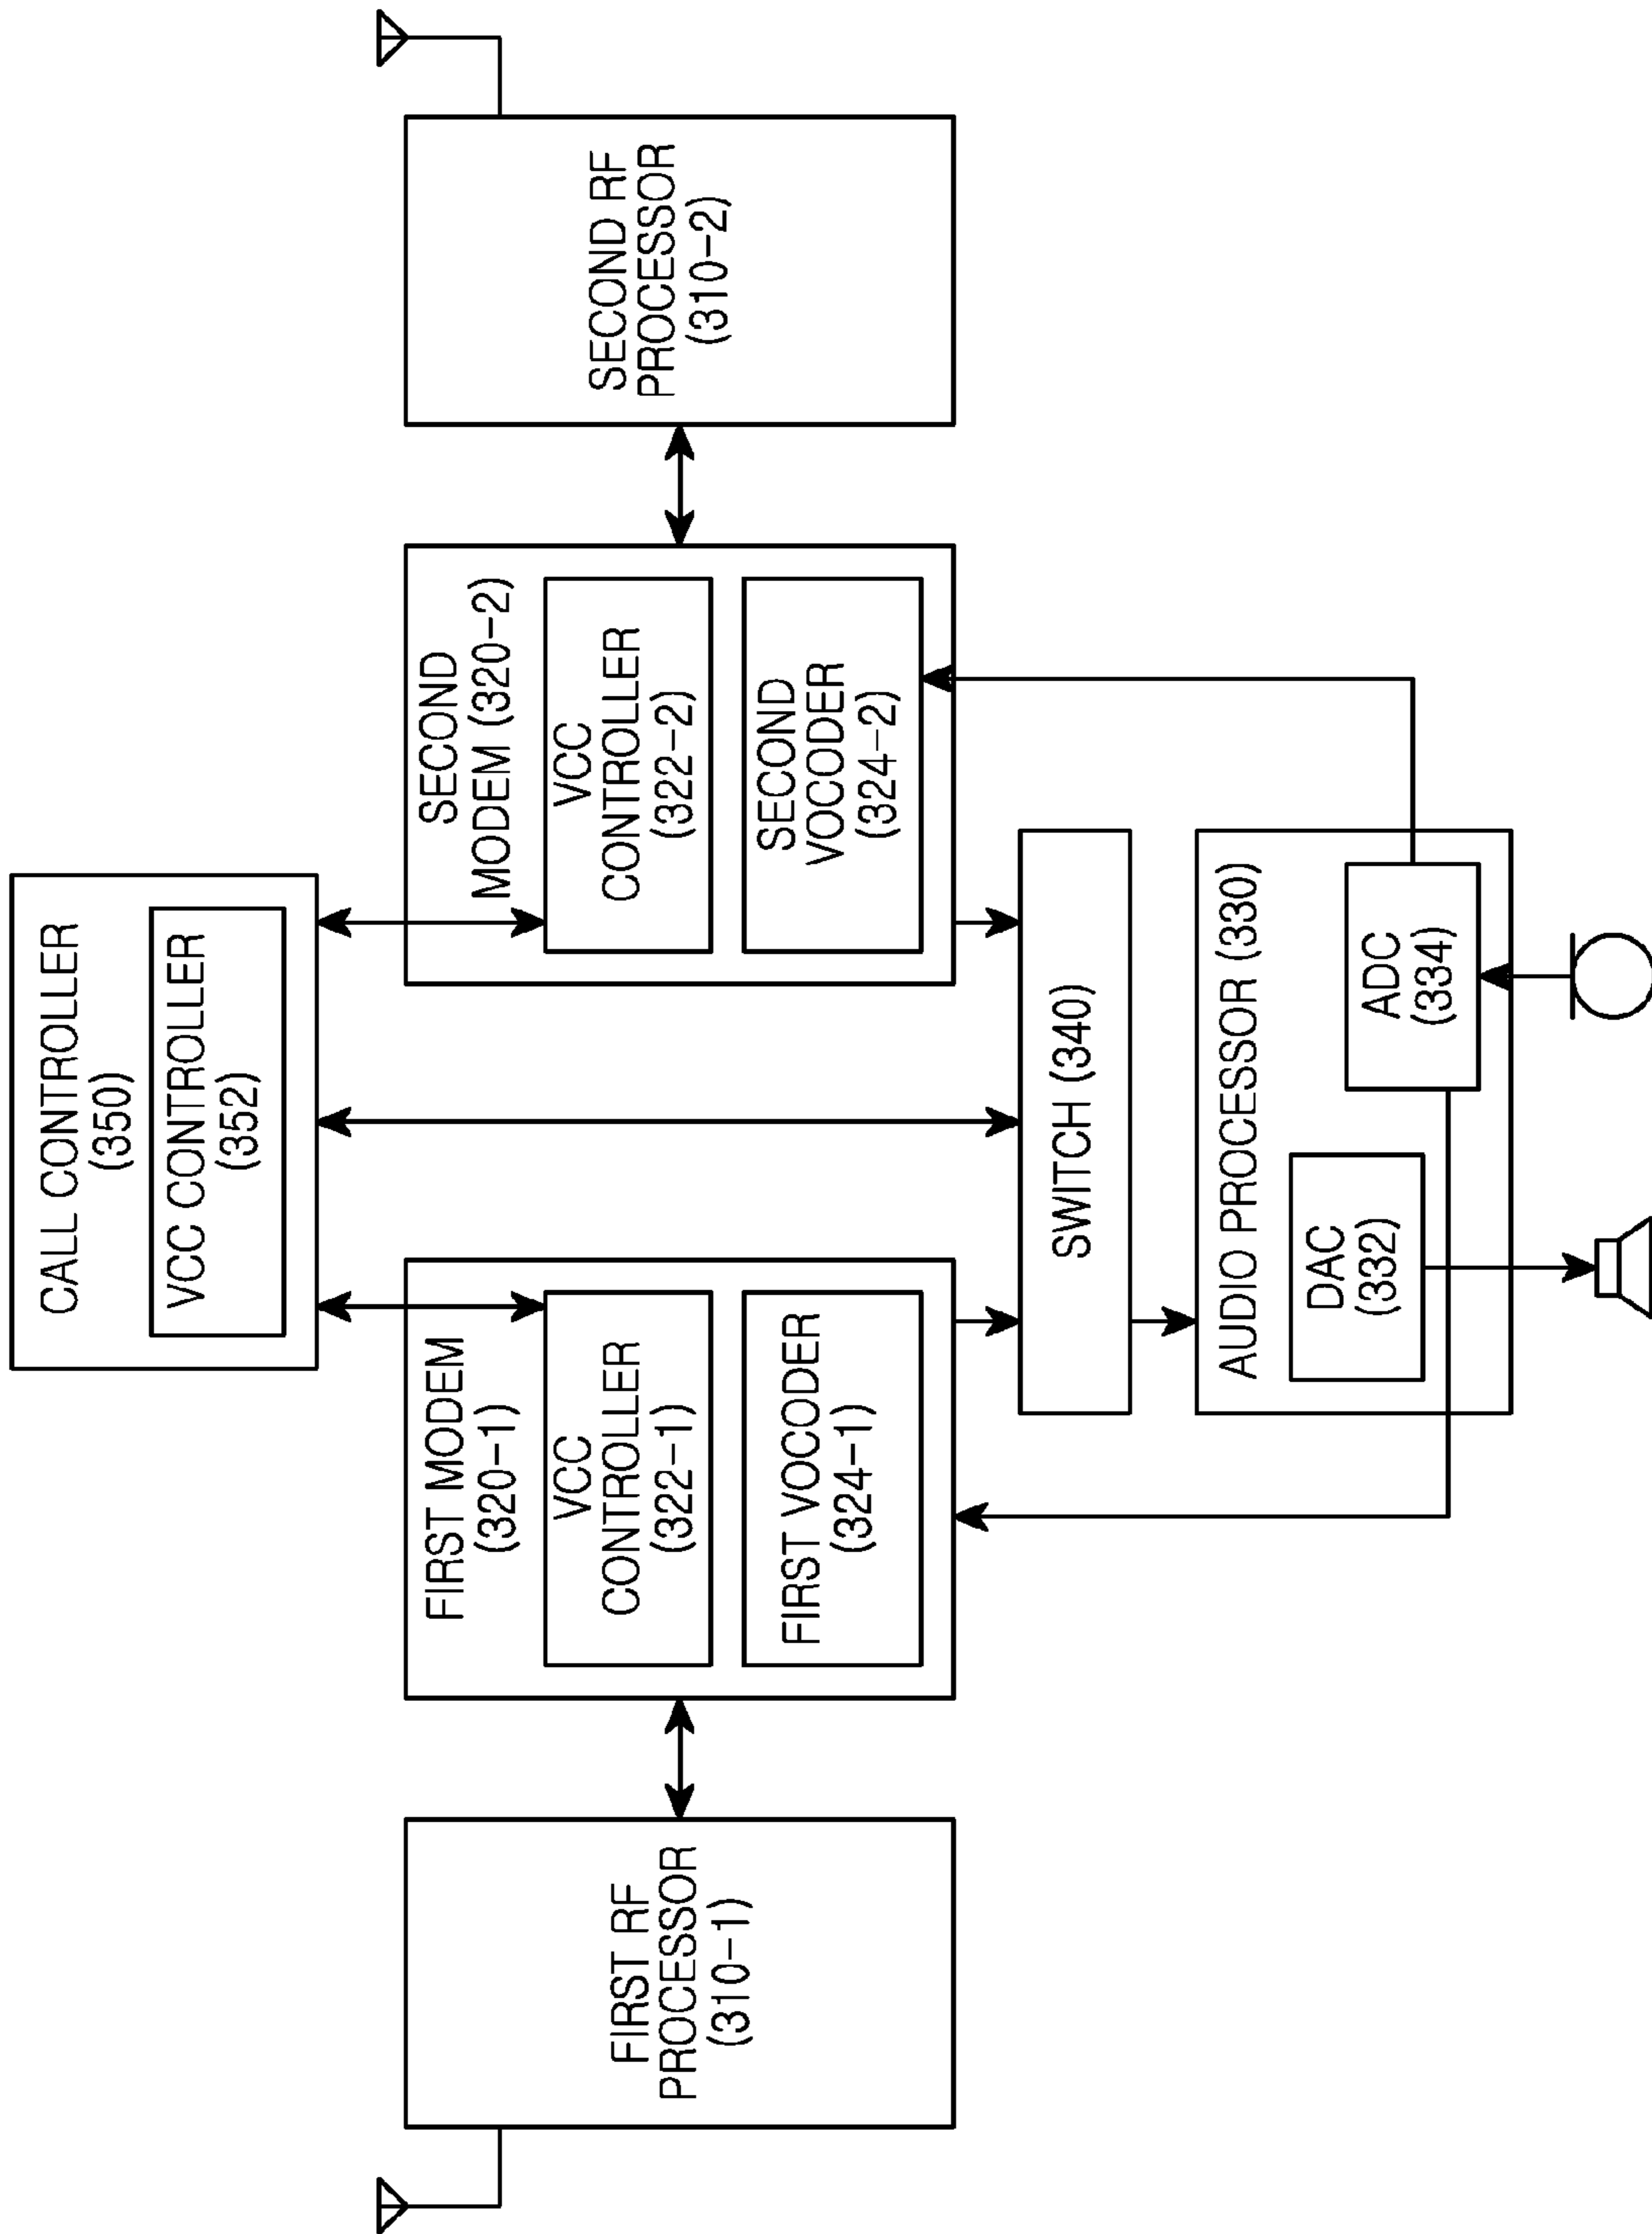 CALL CONTROLLER
(350)
VCC CONTROLLER
(352)
FIRST RF
PROCESSOR
(310-1)
FIRST MODEM
(320-1)
VCC
CONTROLLER
(322-1)
FIRST VOCODER
(324-1)
SECOND
MODEM (320-2)
VCC
CONTROLLER
(322-2)
SECOND
VOCODER
(324-2)
SECOND RF
PROCESSOR
(310-2)
SWITCH (340)
AUDIO PROCESSOR (330)
DAC
(332)
ADC
(334)